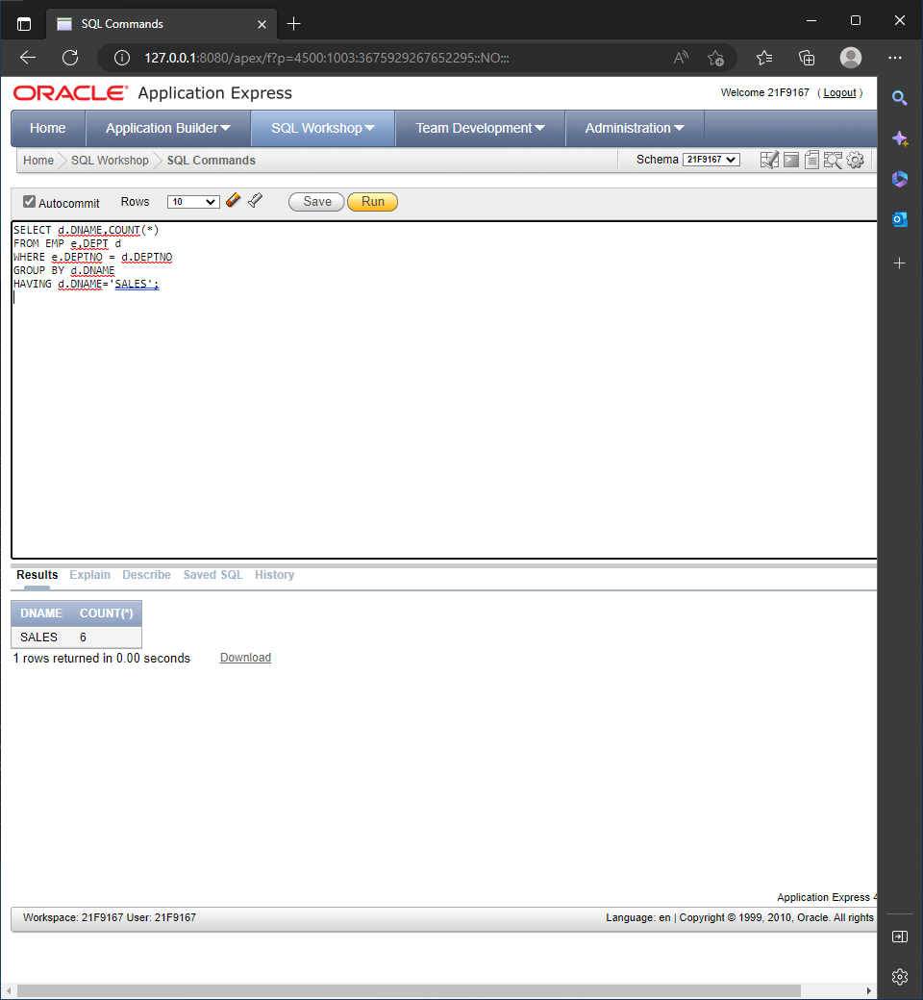 SQL Commands
127.0.0.1:8080/apex/f?p=4500:1003:3675929267652295::NO:::
ORACLE® Application Express
Welcome 21F9167 ( Logout )
Home Application Builder SQL Workshop Team Development Administration
Home SQL Workshop SQL Commands Schema 21F9167
Autocommit Rows 10 Save Run
SELECT d.DNAME,COUNT(*)
FROM EMP e,DEPT d
WHERE e.DEPTNO = d.DEPTNO
GROUP BY d.DNAME
HAVING d.DNAME='SALES';
Results Explain Describe Saved SQL History
DNAME COUNT(*)
SALES 6
1 rows returned in 0.00 seconds Download
Application Express 4
Workspace: 21F9167 User: 21F9167 Language: en | Copyright © 1999, 2010, Oracle. All rights